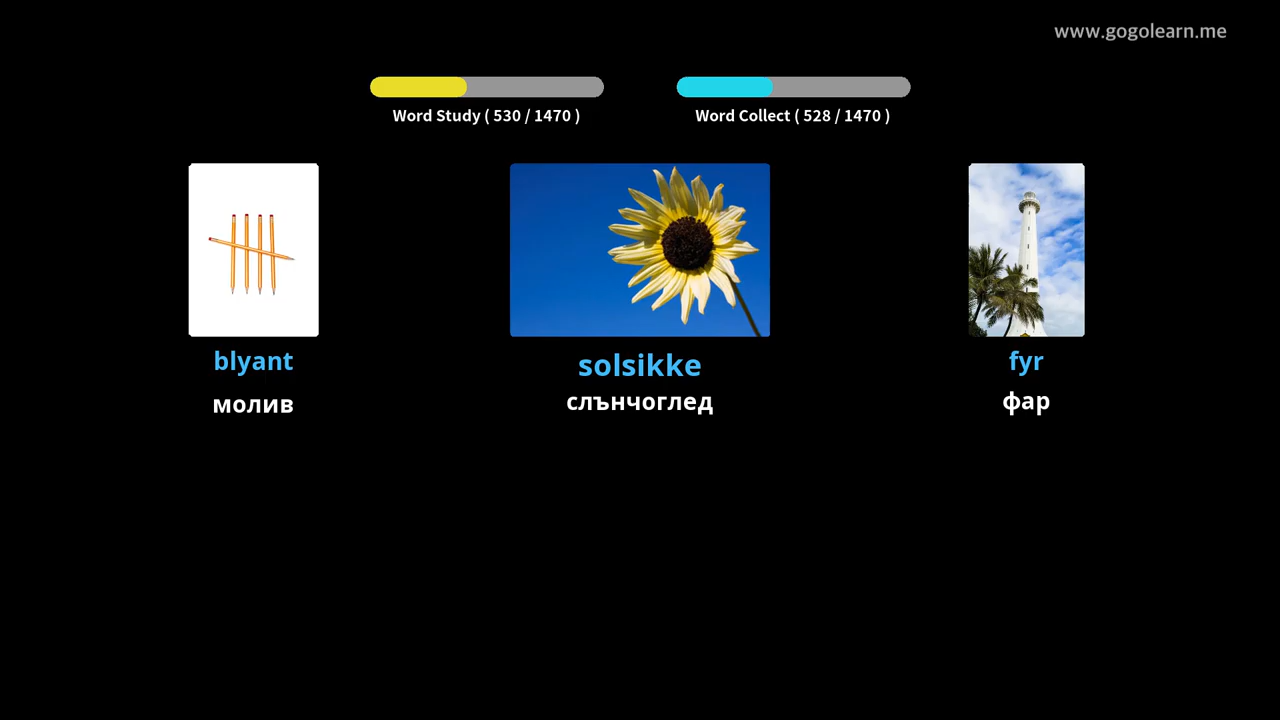 www.gogolearn.me
Word Study ( 530 / 1470 )
Word Collect ( 528 / 1470 )
blyant
solsikke
fyr
молив
слънчоглед
фар